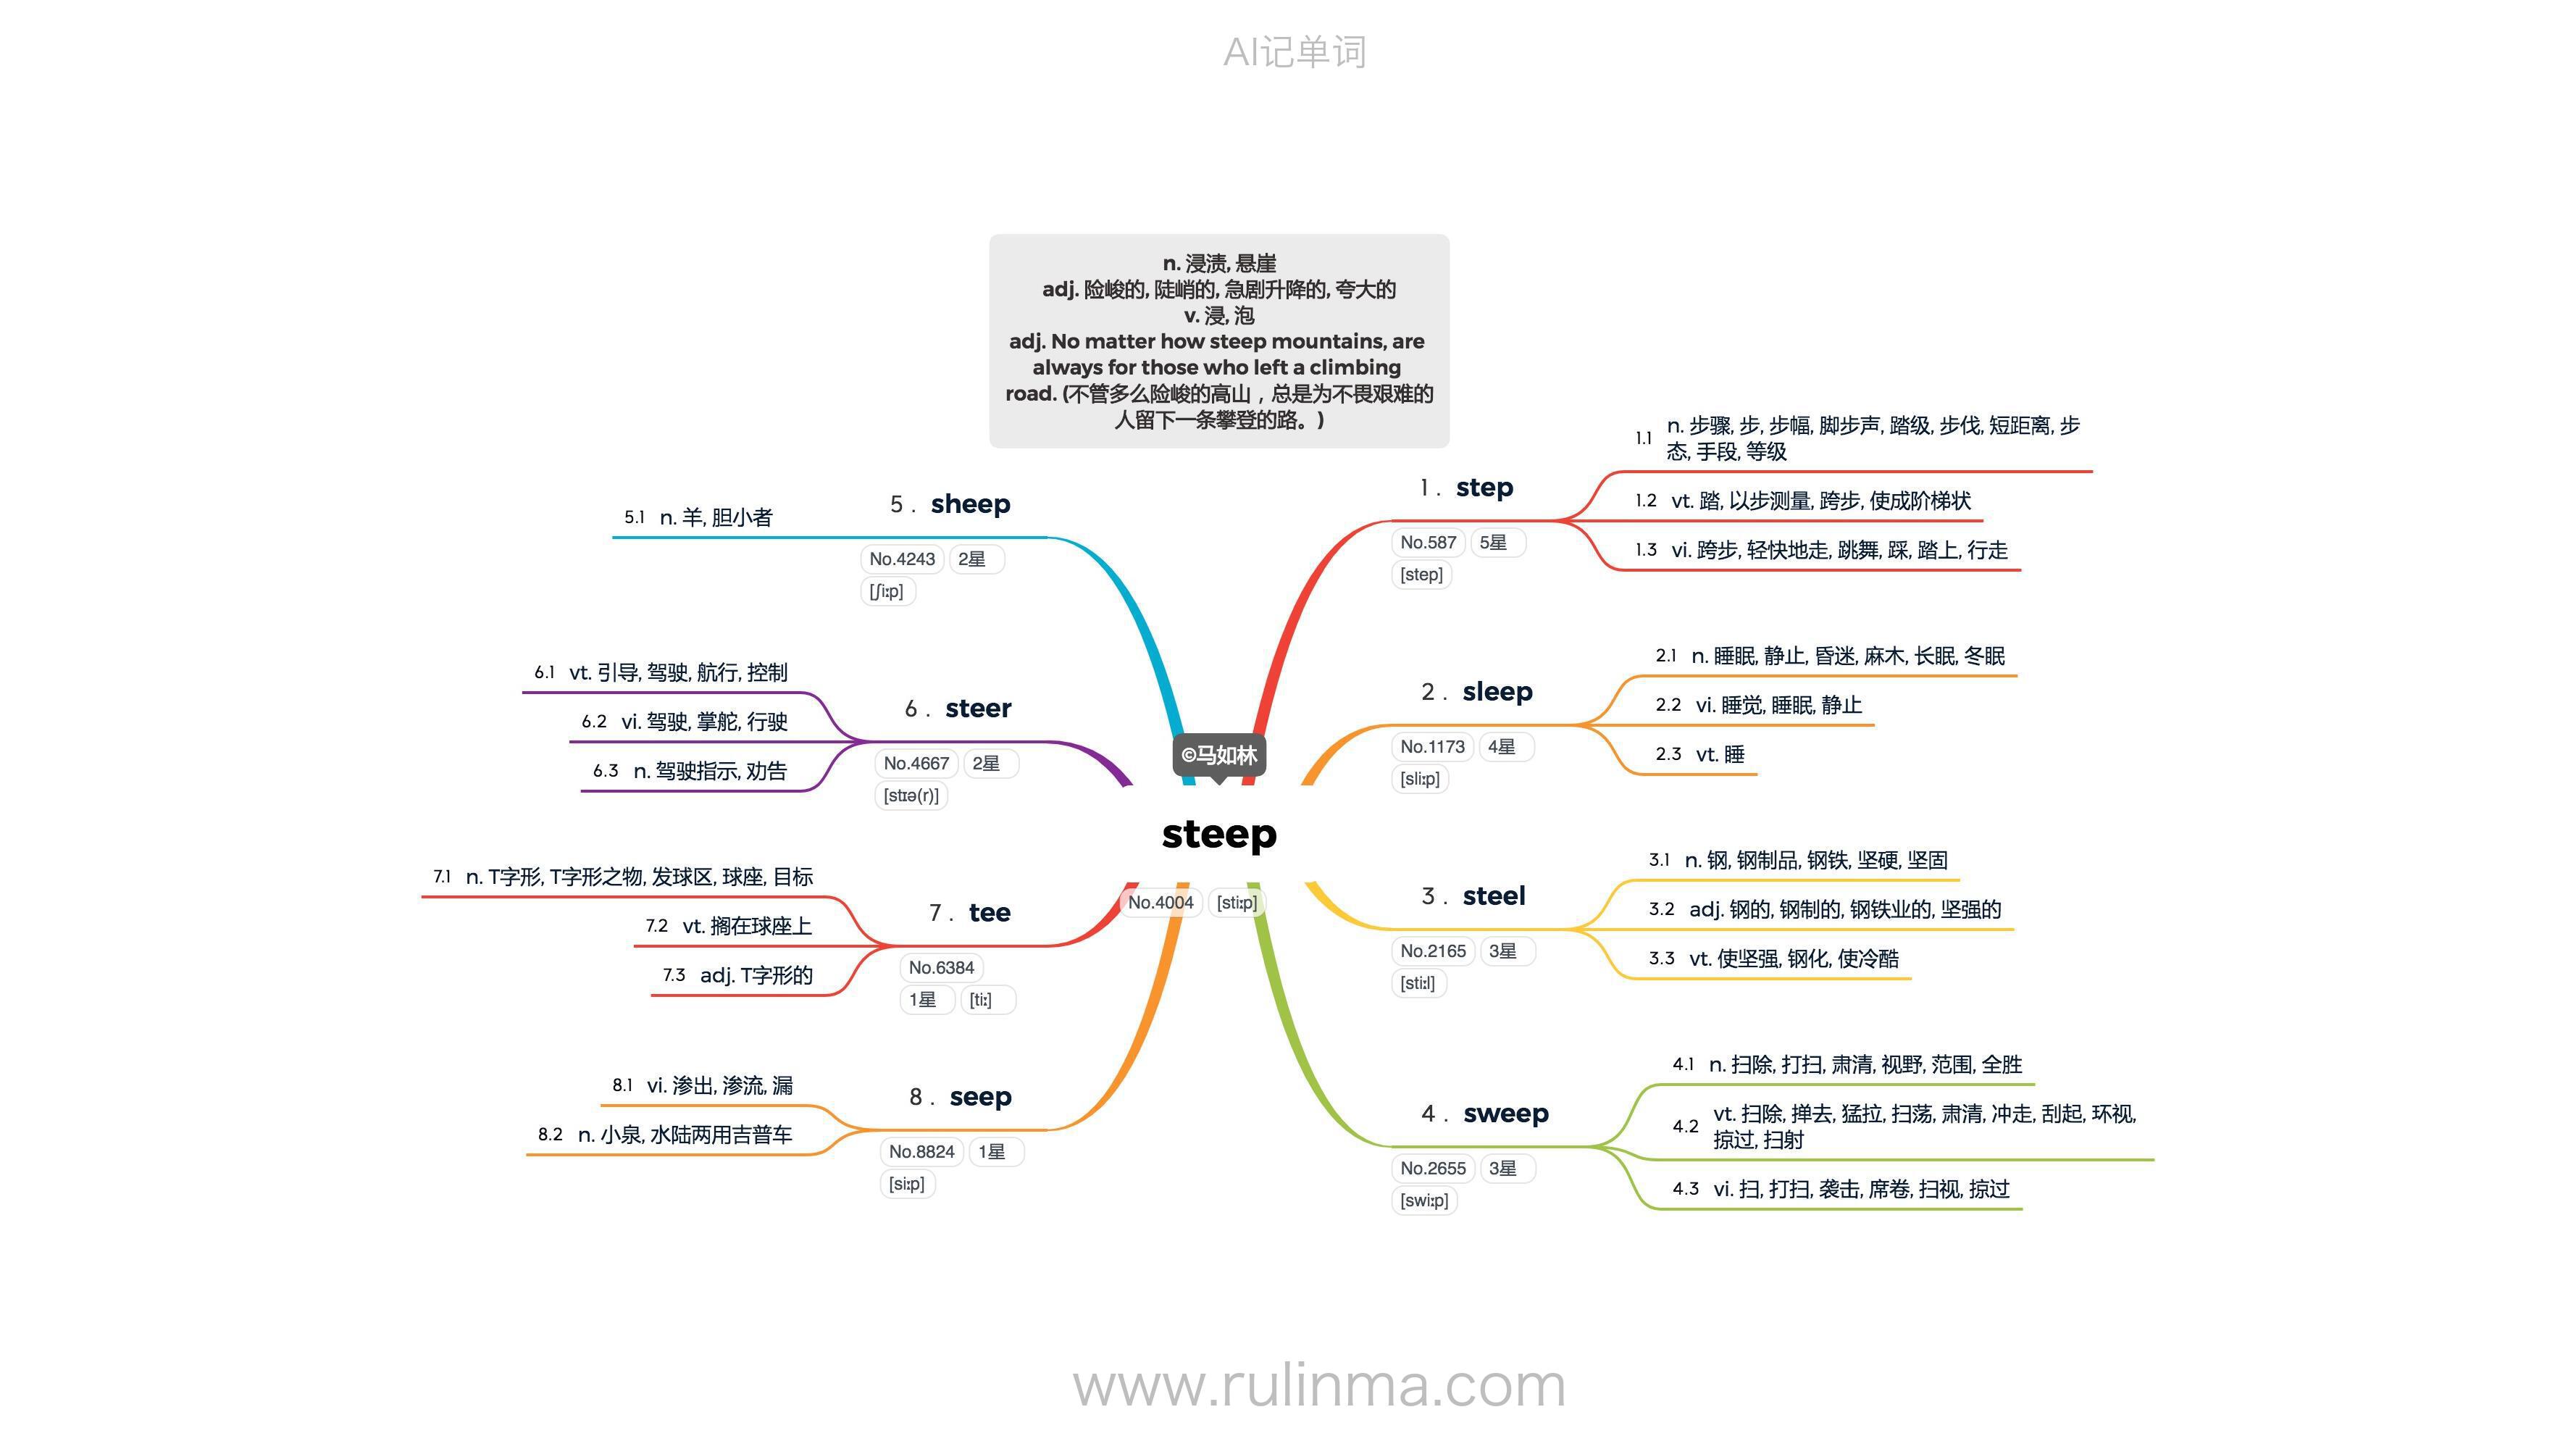 AI记单词
n. 浸渍, 悬崖
adj. 险峻的, 陡峭的, 急剧升降的, 夸大的
v. 浸, 泡
adj. No matter how steep mountains, are
always for those who left a climbing
road. (不管多么险峻的高山，总是为不畏艰难的
人留下一条攀登的路。)
©马如林
steep
No.4004 [stiːp]
1 . step
No.587 5星
[step]
1.1 n. 步骤, 步, 步幅, 脚步声, 踏级, 步伐, 短距离, 步
态, 手段, 等级
1.2 vt. 踏, 以步测量, 跨步, 使成阶梯状
1.3 vi. 跨步, 轻快地走, 跳舞, 踩, 踏上, 行走
2 . sleep
No.1173 4星
[sliːp]
2.1 n. 睡眠, 静止, 昏迷, 麻木, 长眠, 冬眠
2.2 vi. 睡觉, 睡眠, 静止
2.3 vt. 睡
3 . steel
No.2165 3星
[stiːl]
3.1 n. 钢, 钢制品, 钢铁, 坚硬, 坚固
3.2 adj. 钢的, 钢制的, 钢铁业的, 坚强的
3.3 vt. 使坚强, 钢化, 使冷酷
4 . sweep
No.2655 3星
[swiːp]
4.1 n. 扫除, 打扫, 肃清, 视野, 范围, 全胜
4.2 vt. 扫除, 掸去, 猛拉, 扫荡, 肃清, 冲走, 刮起, 环视,
掠过, 扫射
4.3 vi. 扫, 打扫, 袭击, 席卷, 扫视, 掠过
5 . sheep
No.4243 2星
[ʃiːp]
5.1 n. 羊, 胆小者
6 . steer
No.4667 2星
[stɪə(r)]
6.1 vt. 引导, 驾驶, 航行, 控制
6.2 vi. 驾驶, 掌舵, 行驶
6.3 n. 驾驶指示, 劝告
7 . tee
No.6384
1星 [tiː]
7.1 n. T字形, T字形之物, 发球区, 球座, 目标
7.2 vt. 搁在球座上
7.3 adj. T字形的
8 . seep
No.8824 1星
[siːp]
8.1 vi. 渗出, 渗流, 漏
8.2 n. 小泉, 水陆两用吉普车
www.rulinma.com